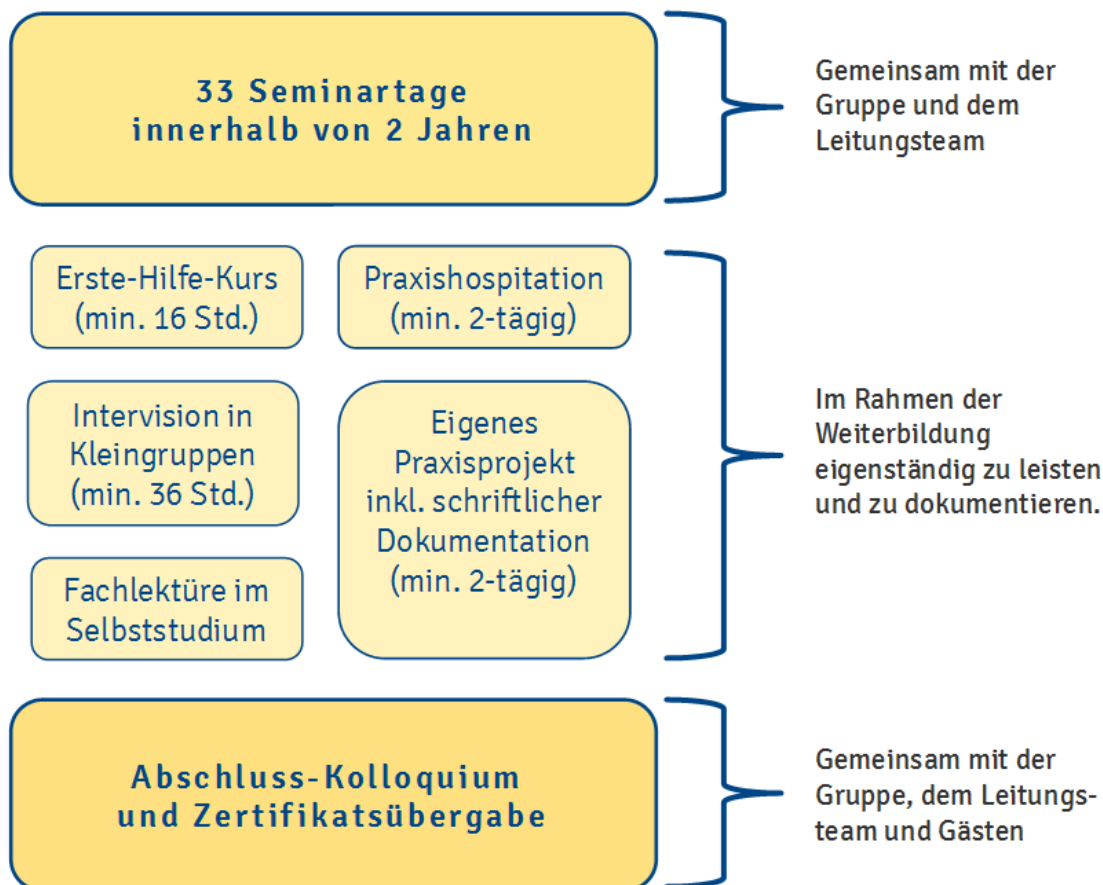 33 Seminartage
innerhalb von 2 Jahren
Gemeinsam mit der
Gruppe und dem
Leitungsteam
Erste-Hilfe-Kurs
(min. 16 Std.)
Praxishospitation
(min. 2-tägig)
Intervision in
Kleingruppen
(min. 36 Std.)
Eigenes
Praxisprojekt
inkl. schriftlicher
Dokumentation
(min. 2-tägig)
Fachlektüre im
Selbststudium
Im Rahmen der
Weiterbildung
eigenständig zu leisten
und zu dokumentieren.
Abschluss-Kolloquium
und Zertifikatsübergabe
Gemeinsam mit der
Gruppe, dem Leitungs-
team und Gästen